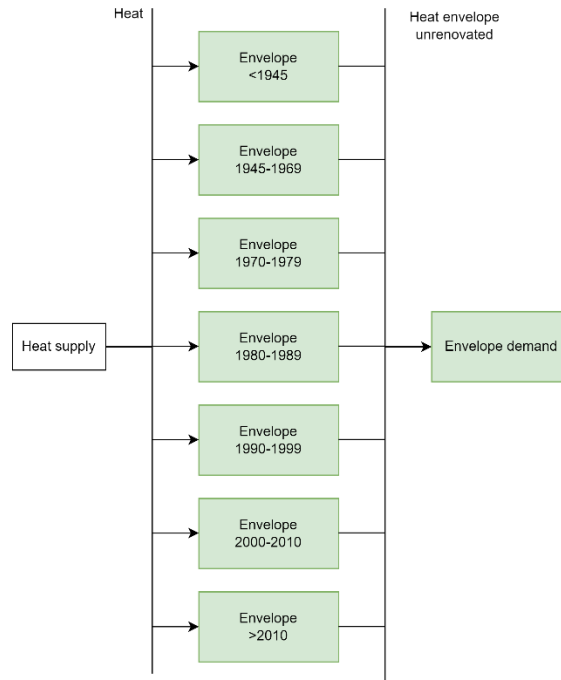 Heat
Heat envelope
unrenovated
Envelope
<1945
Envelope
1945-1969
Envelope
1970-1979
Heat supply
Envelope
1980-1989
Envelope demand
Envelope
1990-1999
Envelope
2000-2010
Envelope
>2010